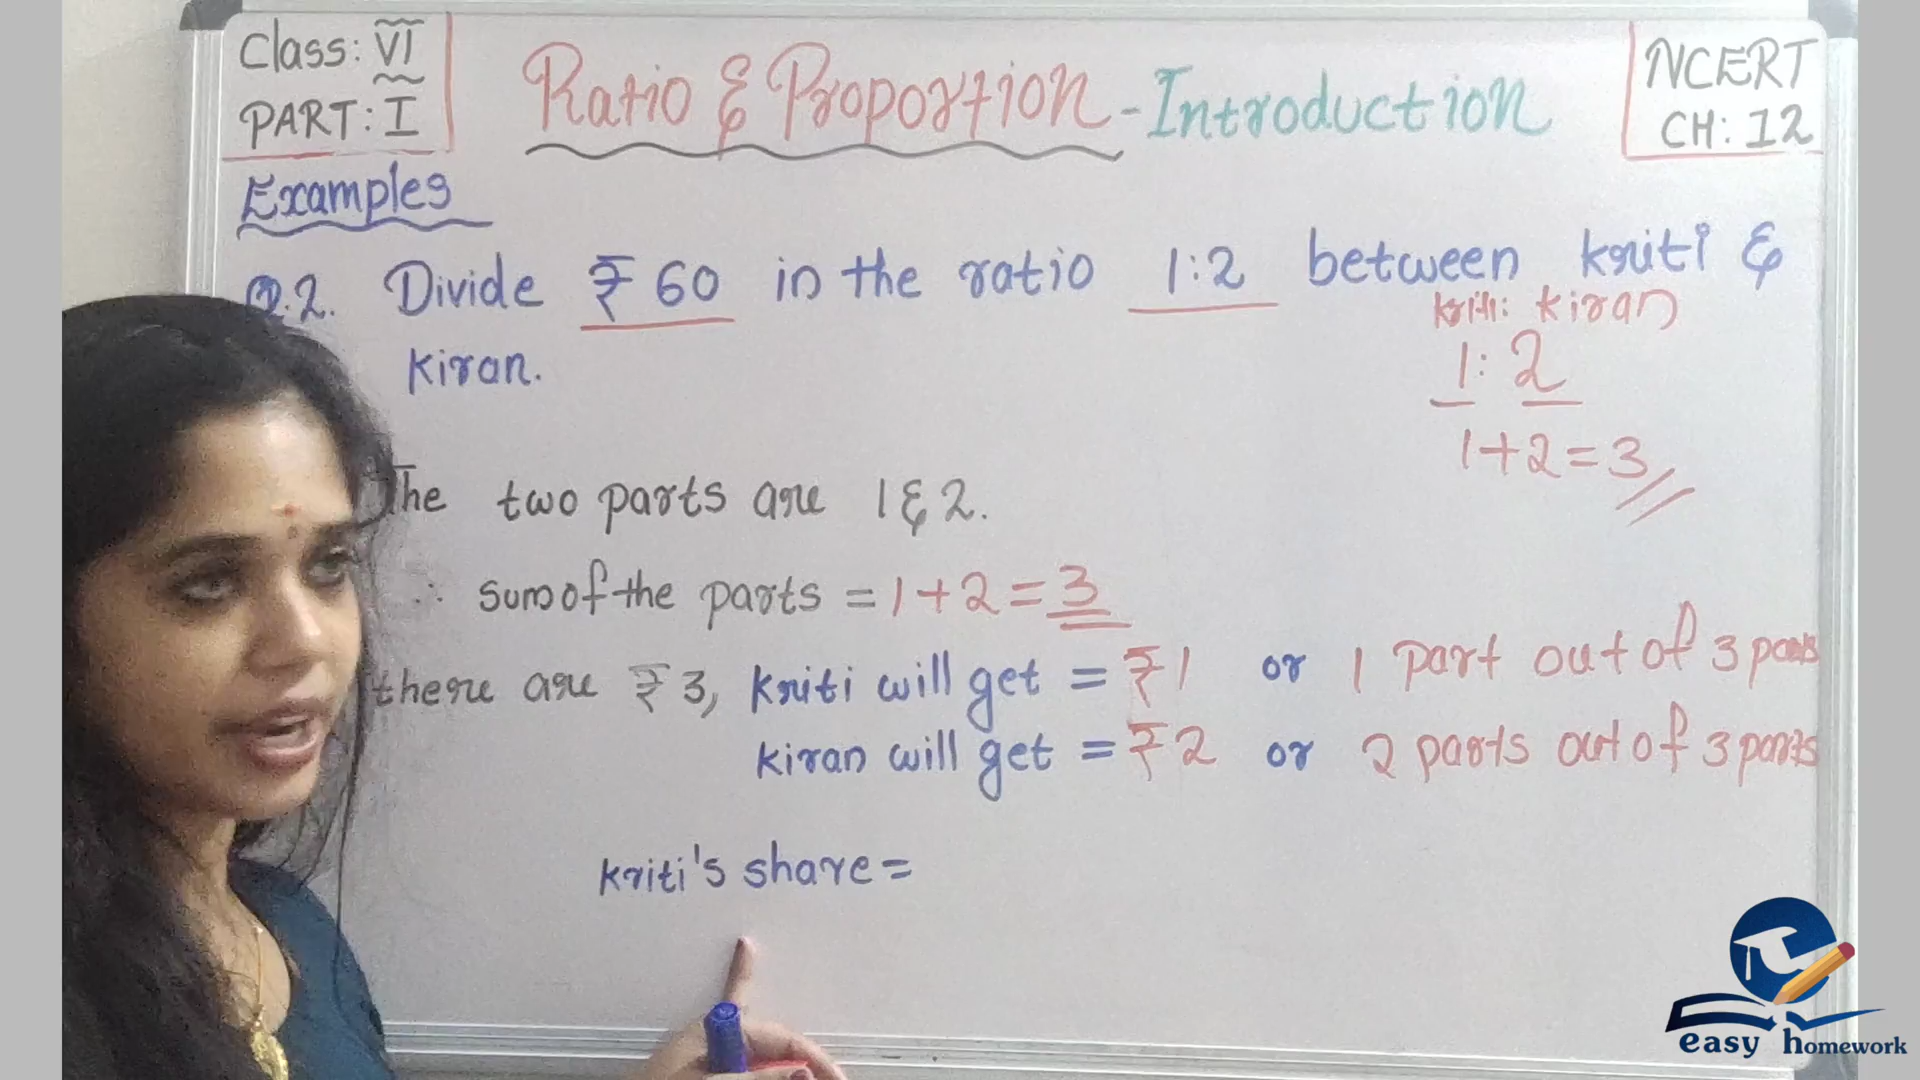 Class: VI
PART: I
Ratio & Proportion - Introduction
NCERT
CH: 12
Examples
Q.2. Divide ₹ 60 in the ratio 1:2 between kriti &
kiran.
kriti: kiran
1: 2
1+2=3
The two parts are 1 & 2.
∴ sum of the parts = 1+2=3
there are ₹ 3, kriti will get = ₹1 or 1 part out of 3 parts
kiran will get = ₹2 or 2 parts out of 3 parts
kriti's share =
easy homework